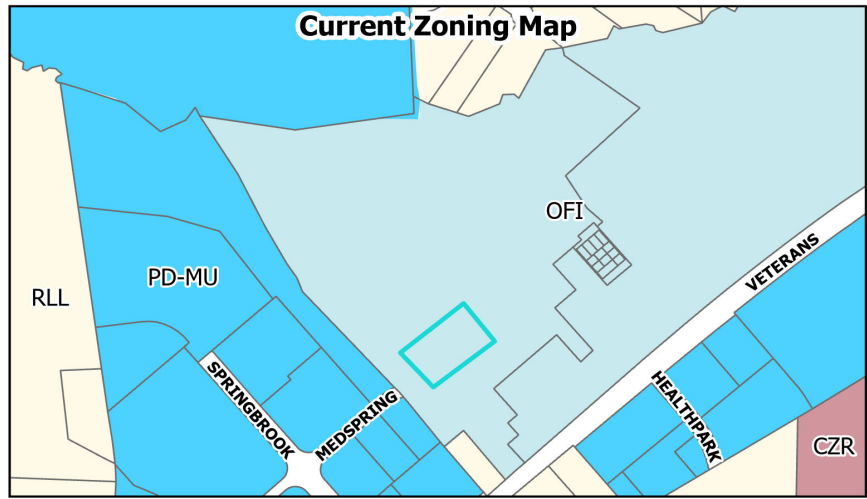 Current Zoning Map
OFI
VETERANS
PD-MU
RLL
SPRINGBROOK
MEDSPRING
HEALTHPARK
CZR